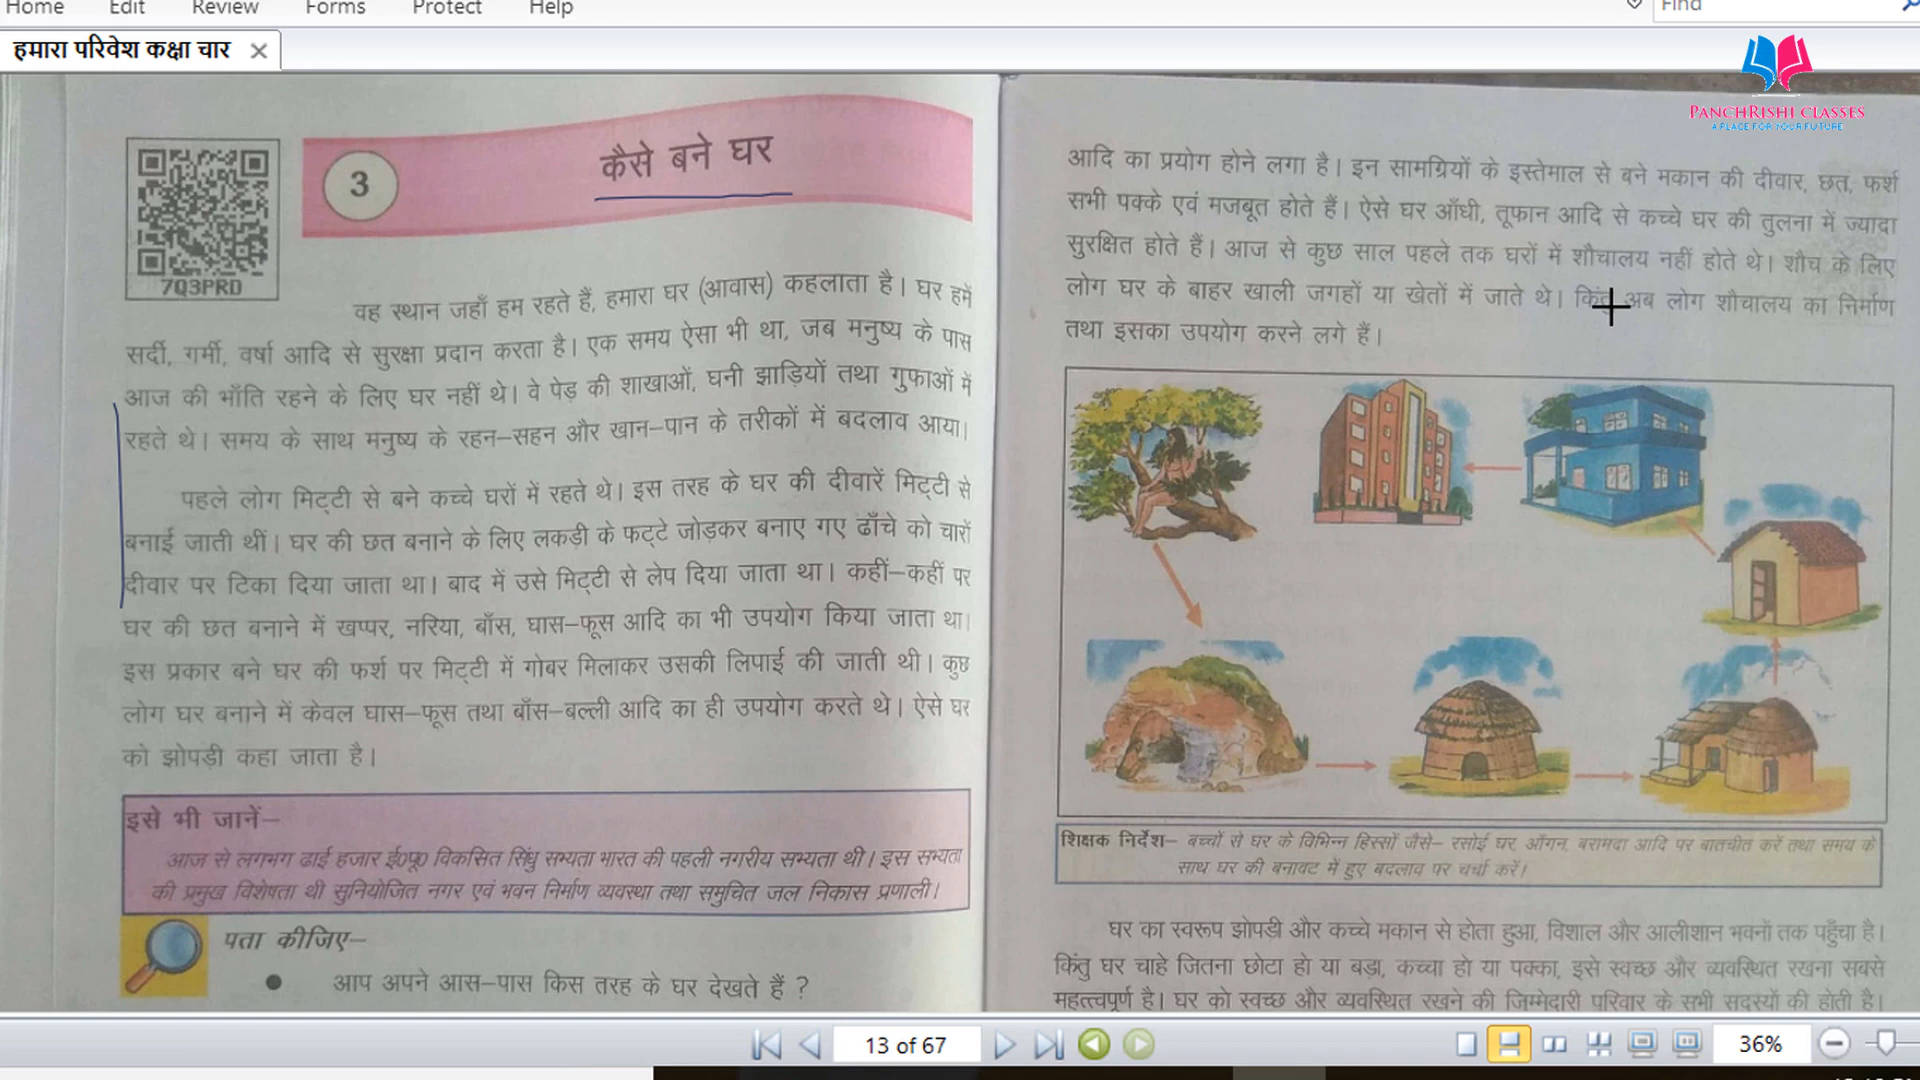 Home Edit Review Forms Protect Help
Find
हमारा परिवेश कक्षा चार
PANCHRISHI CLASSES
A PLACE FOR YOUR FUTURE
7Q3PRD
3
कैसे बने घर
वह स्थान जहाँ हम रहते हैं, हमारा घर (आवास) कहलाता है। घर हमें
सर्दी, गर्मी, वर्षा आदि से सुरक्षा प्रदान करता है। एक समय ऐसा भी था, जब मनुष्य के पास
आज की भाँति रहने के लिए घर नहीं थे। वे पेड़ की शाखाओं, घनी झाड़ियों तथा गुफाओं में
रहते थे। समय के साथ मनुष्य के रहन–सहन और खान–पान के तरीकों में बदलाव आया।
पहले लोग मिट्टी से बने कच्चे घरों में रहते थे। इस तरह के घर की दीवारें मिट्टी से
बनाई जाती थीं। घर की छत बनाने के लिए लकड़ी के फट्टे जोड़कर बनाए गए ढाँचे को चारों
दीवार पर टिका दिया जाता था। बाद में उसे मिट्टी से लेप दिया जाता था। कहीं–कहीं पर
घर की छत बनाने में खप्पर, नरिया, बाँस, घास–फूस आदि का भी उपयोग किया जाता था।
इस प्रकार बने घर की फर्श पर मिट्टी में गोबर मिलाकर उसकी लिपाई की जाती थी। कुछ
लोग घर बनाने में केवल घास–फूस तथा बाँस–बल्ली आदि का ही उपयोग करते थे। ऐसे घर
को झोपड़ी कहा जाता है।
इसे भी जानें–
आज से लगभग ढाई हजार ई0पू0 विकसित सिंधु सभ्यता भारत की पहली नगरीय सभ्यता थी। इस सभ्यता
की प्रमुख विशेषता थी सुनियोजित नगर एवं भवन निर्माण व्यवस्था तथा समुचित जल निकास प्रणाली।
पता कीजिए–
● आप अपने आस–पास किस तरह के घर देखते हैं ?
आदि का प्रयोग होने लगा है। इन सामग्रियों के इस्तेमाल से बने मकान की दीवार, छत, फर्श
सभी पक्के एवं मजबूत होते हैं। ऐसे घर आँधी, तूफान आदि से कच्चे घर की तुलना में ज्यादा
सुरक्षित होते हैं। आज से कुछ साल पहले तक घरों में शौचालय नहीं होते थे। शौच के लिए
लोग घर के बाहर खाली जगहों या खेतों में जाते थे। किंतु अब लोग शौचालय का निर्माण
तथा इसका उपयोग करने लगे हैं।
शिक्षक निर्देश– बच्चों से घर के विभिन्न हिस्सों जैसे– रसोई घर, आँगन, बरामदा आदि पर बातचीत करें तथा समय के
साथ घर की बनावट में हुए बदलाव पर चर्चा करें।
घर का स्वरूप झोपड़ी और कच्चे मकान से होता हुआ, विशाल और आलीशान भवनों तक पहुँचा है।
किंतु घर चाहे जितना छोटा हो या बड़ा, कच्चा हो या पक्का, इसे स्वच्छ और व्यवस्थित रखना सबसे
महत्त्वपूर्ण है। घर को स्वच्छ और व्यवस्थित रखने की जिम्मेदारी परिवार के सभी सदस्यों की होती है।
13 of 67
36%